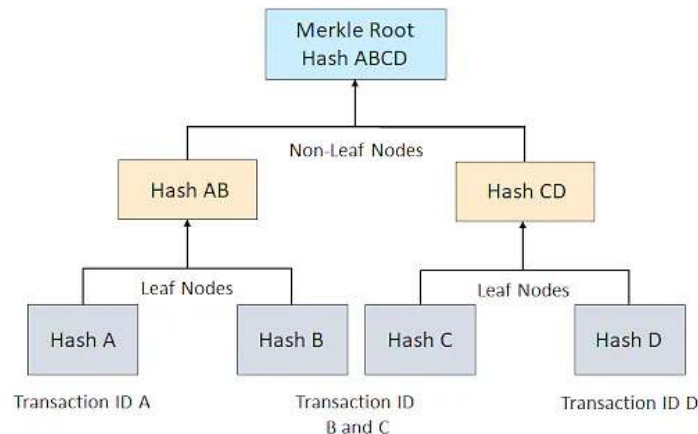 Merkle Root
Hash ABCD
Non-Leaf Nodes
Hash AB
Hash CD
Leaf Nodes
Leaf Nodes
Hash A
Hash B
Hash C
Hash D
Transaction ID A
Transaction ID
B and C
Transaction ID D